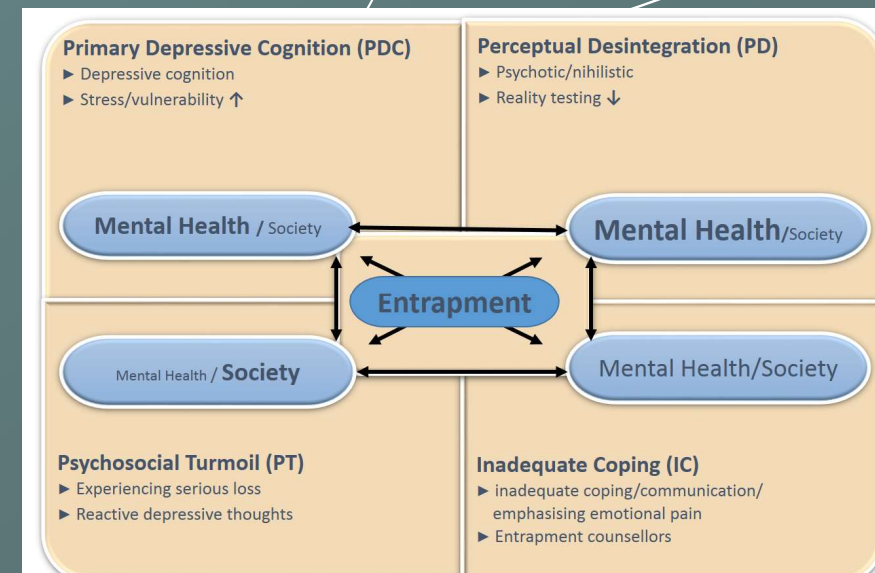 Primary Depressive Cognition (PDC)
► Depressive cognition
► Stress/vulnerability ↑
Perceptual Desintegration (PD)
► Psychotic/nihilistic
► Reality testing ↓
Mental Health / Society
Mental Health/Society
Entrapment
Mental Health / Society
Mental Health/Society
Psychosocial Turmoil (PT)
► Experiencing serious loss
► Reactive depressive thoughts
Inadequate Coping (IC)
► inadequate coping/communication/
emphasising emotional pain
► Entrapment counsellors